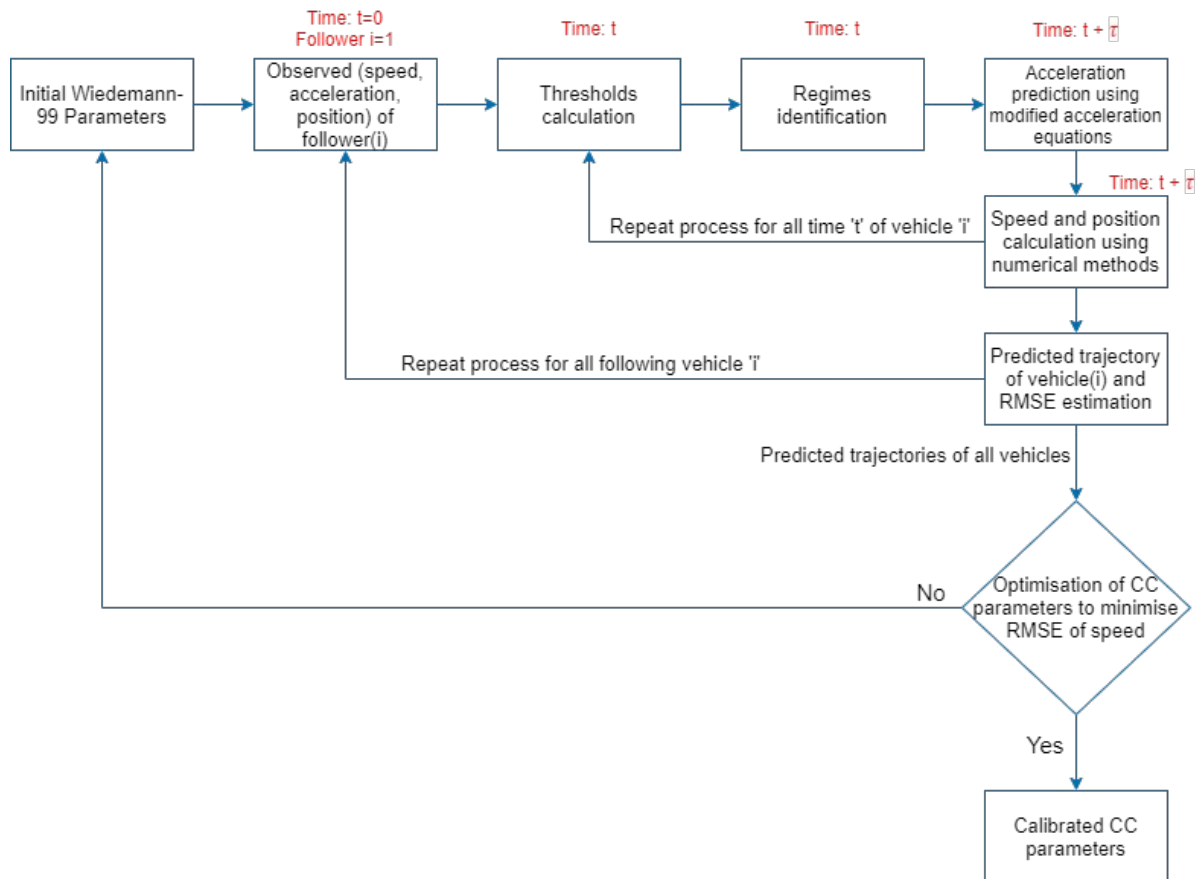 Time: t=0
Follower i=1
Time: t
Time: t
Time: t + τ
Initial Wiedemann-
99 Parameters
Observed (speed,
acceleration,
position) of
follower(i)
Thresholds
calculation
Regimes
identification
Acceleration
prediction using
modified acceleration
equations
Time: t + τ
Repeat process for all time 't' of vehicle 'i'
Speed and position
calculation using
numerical methods
Repeat process for all following vehicle 'i'
Predicted trajectory
of vehicle(i) and
RMSE estimation
Predicted trajectories of all vehicles
No
Optimisation of CC
parameters to minimise
RMSE of speed
Yes
Calibrated CC
parameters